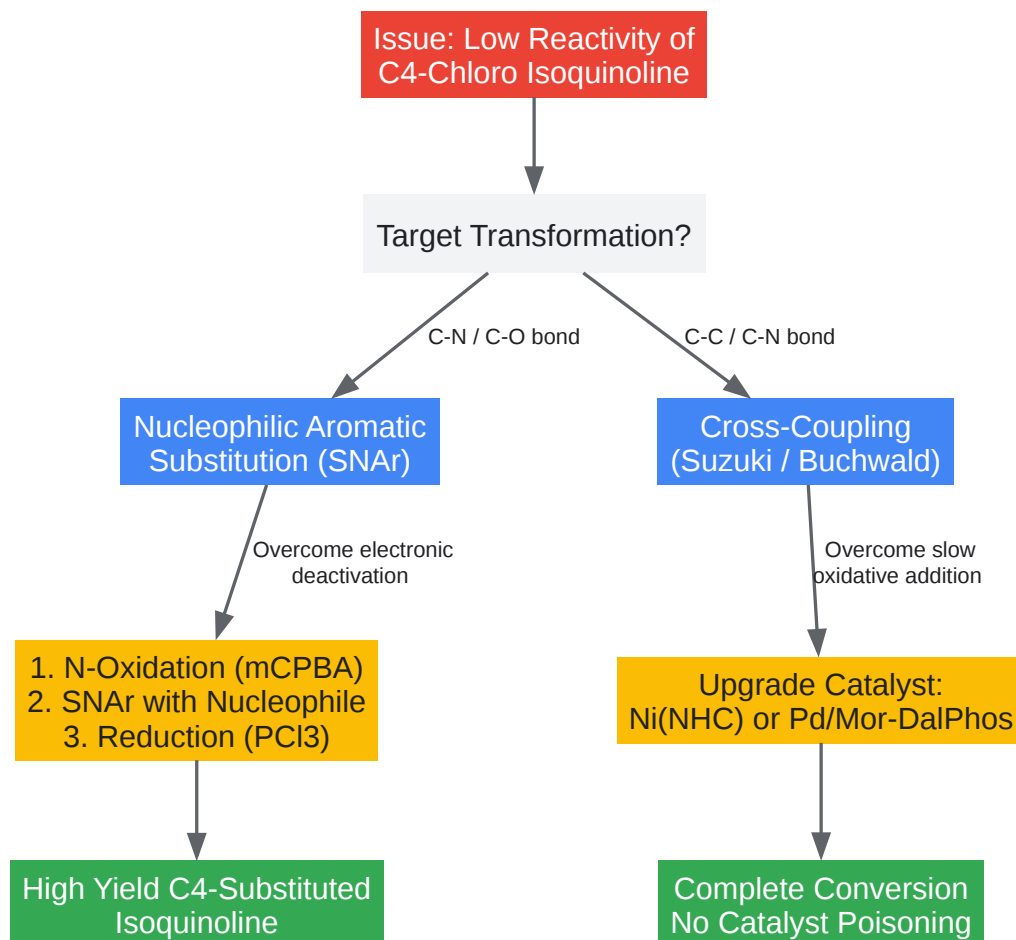 Issue: Low Reactivity of
C4-Chloro Isoquinoline
Target Transformation?
C-N / C-O bond
C-C / C-N bond
Nucleophilic Aromatic
Substitution (SNAr)
Cross-Coupling
(Suzuki / Buchwald)
Overcome electronic
deactivation
Overcome slow
oxidative addition
1. N-Oxidation (mCPBA)
2. SNAr with Nucleophile
3. Reduction (PCl3)
Upgrade Catalyst:
Ni(NHC) or Pd/Mor-DalPhos
High Yield C4-Substituted
Isoquinoline
Complete Conversion
No Catalyst Poisoning